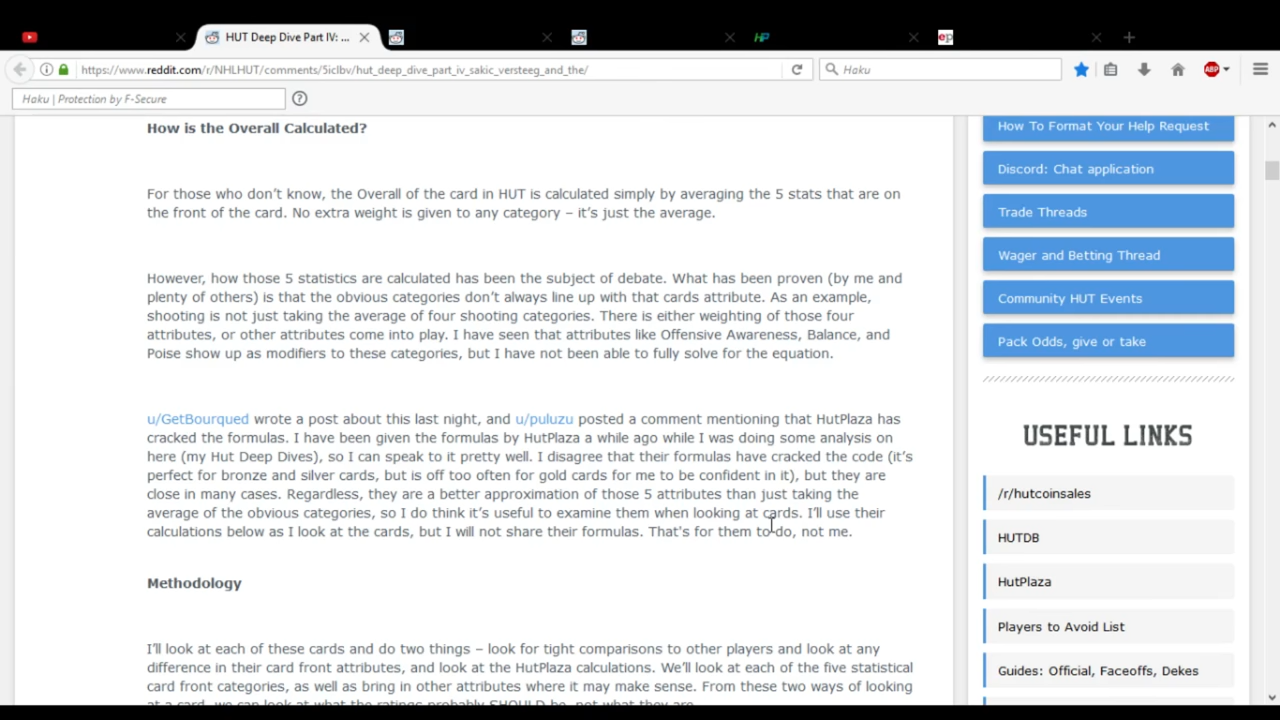 HUT Deep Dive Part IV: ...
HP
ep
https://www.reddit.com/r/NHLHUT/comments/5iclbv/hut_deep_dive_part_iv_sakic_versteeg_and_the/
Haku
ABP
Haku | Protection by F-Secure
How is the Overall Calculated?
For those who don't know, the Overall of the card in HUT is calculated simply by averaging the 5 stats that are on
the front of the card. No extra weight is given to any category – it's just the average.
However, how those 5 statistics are calculated has been the subject of debate. What has been proven (by me and
plenty of others) is that the obvious categories don't always line up with that cards attribute. As an example,
shooting is not just taking the average of four shooting categories. There is either weighting of those four
attributes, or other attributes come into play. I have seen that attributes like Offensive Awareness, Balance, and
Poise show up as modifiers to these categories, but I have not been able to fully solve for the equation.
u/GetBourqued wrote a post about this last night, and u/puluzu posted a comment mentioning that HutPlaza has
cracked the formulas. I have been given the formulas by HutPlaza a while ago while I was doing some analysis on
here (my Hut Deep Dives), so I can speak to it pretty well. I disagree that their formulas have cracked the code (it's
perfect for bronze and silver cards, but is off too often for gold cards for me to be confident in it), but they are
close in many cases. Regardless, they are a better approximation of those 5 attributes than just taking the
average of the obvious categories, so I do think it's useful to examine them when looking at cards. I'll use their
calculations below as I look at the cards, but I will not share their formulas. That's for them to do, not me.
Methodology
I'll look at each of these cards and do two things – look for tight comparisons to other players and look at any
difference in their card front attributes, and look at the HutPlaza calculations. We'll look at each of the five statistical
card front categories, as well as bring in other attributes where it may make sense. From these two ways of looking
at a card, we can look at what the ratings probably SHOULD be, not what they are.
How To Format Your Help Request
Discord: Chat application
Trade Threads
Wager and Betting Thread
Community HUT Events
Pack Odds, give or take
USEFUL LINKS
/r/hutcoinsales
HUTDB
HutPlaza
Players to Avoid List
Guides: Official, Faceoffs, Dekes